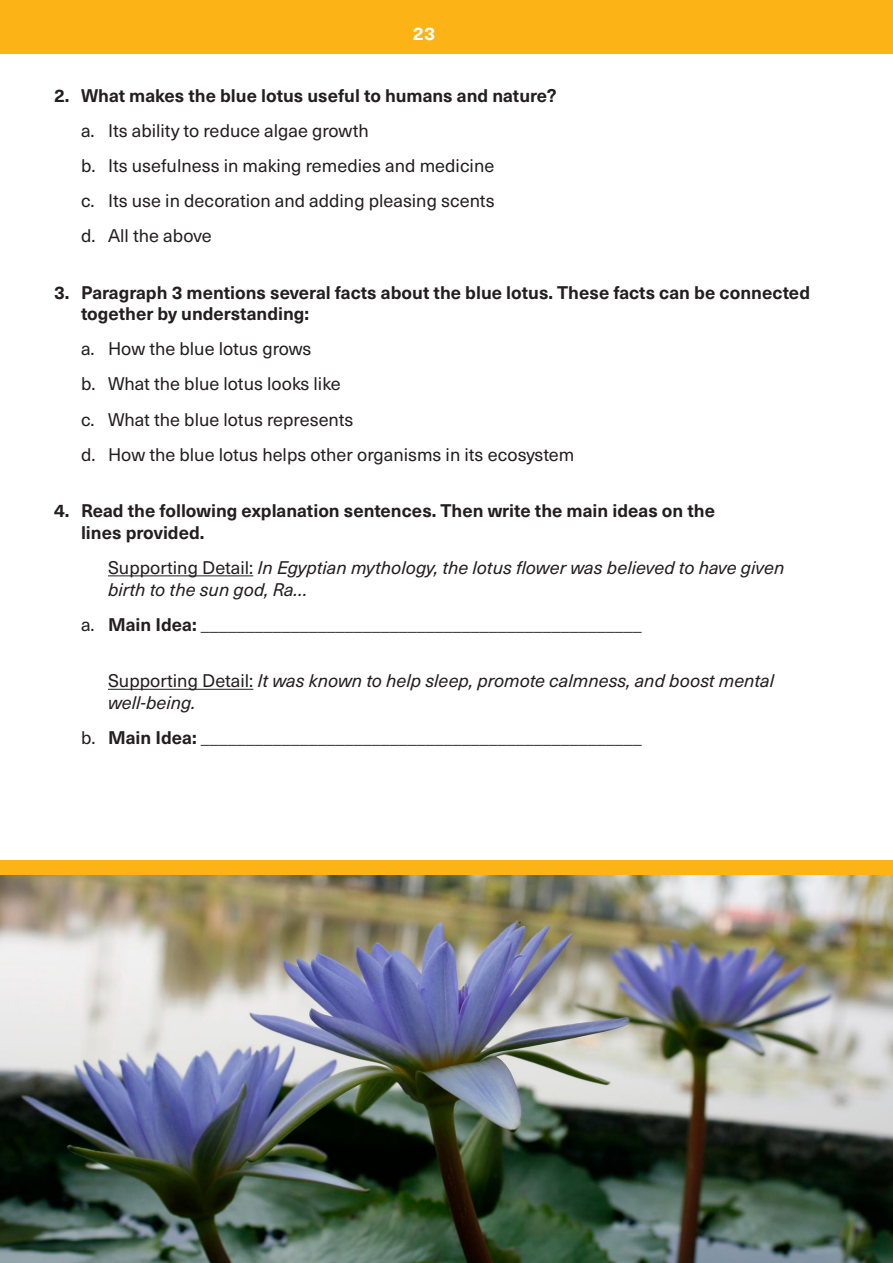 23
2. What makes the blue lotus useful to humans and nature?
a. Its ability to reduce algae growth
b. Its usefulness in making remedies and medicine
c. Its use in decoration and adding pleasing scents
d. All the above
3. Paragraph 3 mentions several facts about the blue lotus. These facts can be connected
together by understanding:
a. How the blue lotus grows
b. What the blue lotus looks like
c. What the blue lotus represents
d. How the blue lotus helps other organisms in its ecosystem
4. Read the following explanation sentences. Then write the main ideas on the
lines provided.
Supporting Detail: In Egyptian mythology, the lotus flower was believed to have given
birth to the sun god, Ra...
a. Main Idea: ______________________________________________
Supporting Detail: It was known to help sleep, promote calmness, and boost mental
well-being.
b. Main Idea: ______________________________________________